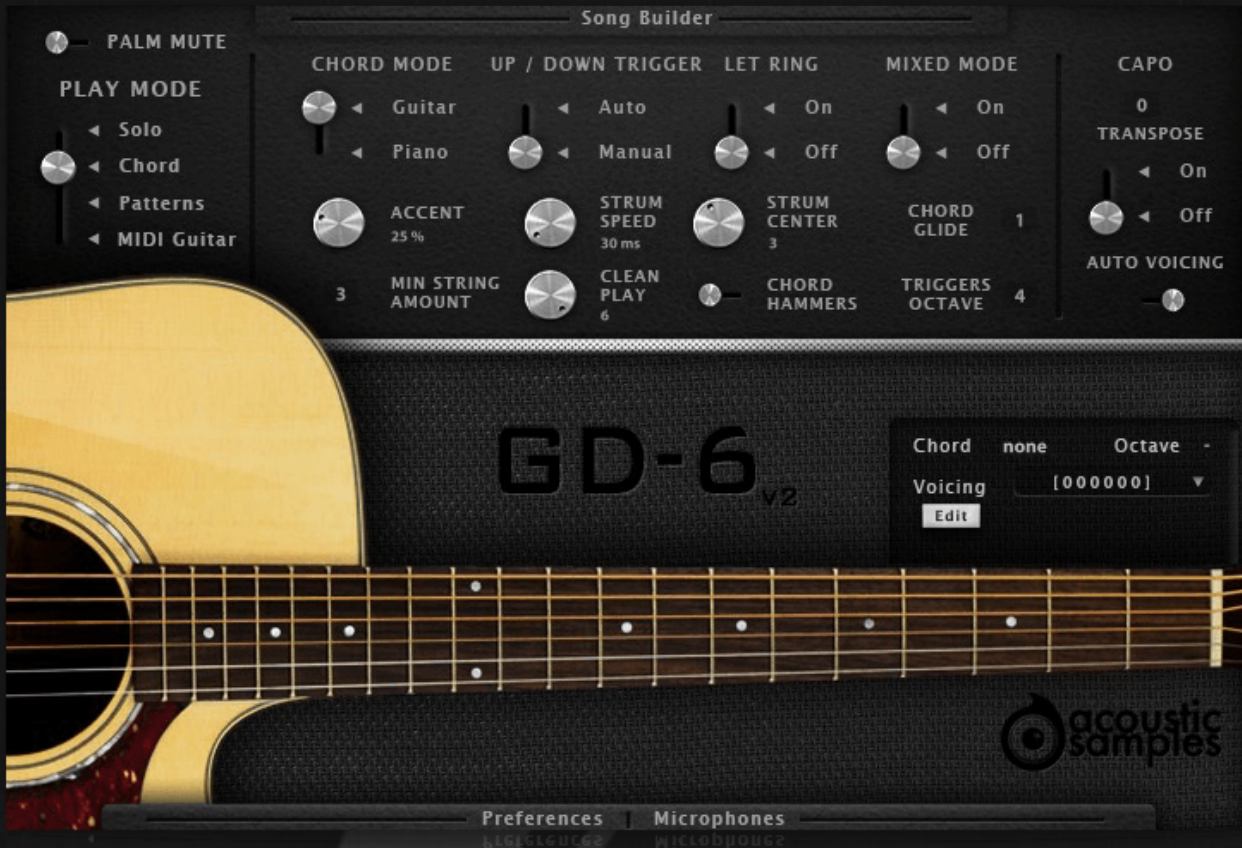 Song Builder
PALM MUTE
PLAY MODE
Solo
Chord
Patterns
MIDI Guitar
CHORD MODE
Guitar
Piano
UP / DOWN TRIGGER
Auto
Manual
LET RING
On
Off
MIXED MODE
On
Off
ACCENT
25 %
STRUM
SPEED
30 ms
STRUM
CENTER
3
CHORD
GLIDE
1
3
MIN STRING
AMOUNT
CLEAN
PLAY
6
CHORD
HAMMERS
TRIGGERS
OCTAVE
4
CAPO
0
TRANSPOSE
On
Off
AUTO VOICING
GD-6
v2
Chord none Octave -
Voicing [000000]
Edit
acoustic
samples
Preferences | Microphones